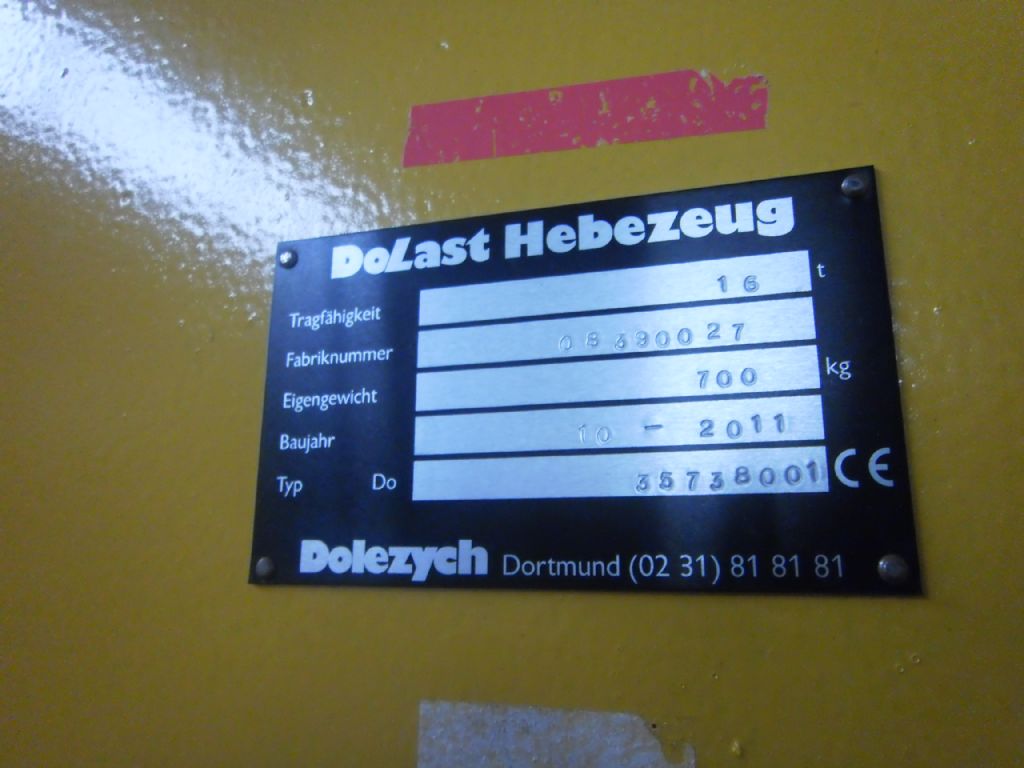 DoLast Hebezeug
Tragfähigkeit 16 t
Fabriknummer 08390027
Eigengewicht 700 kg
Baujahr 10 - 2011
Typ Do 35738001 CE
Dolezych Dortmund (02 31) 81 81 81